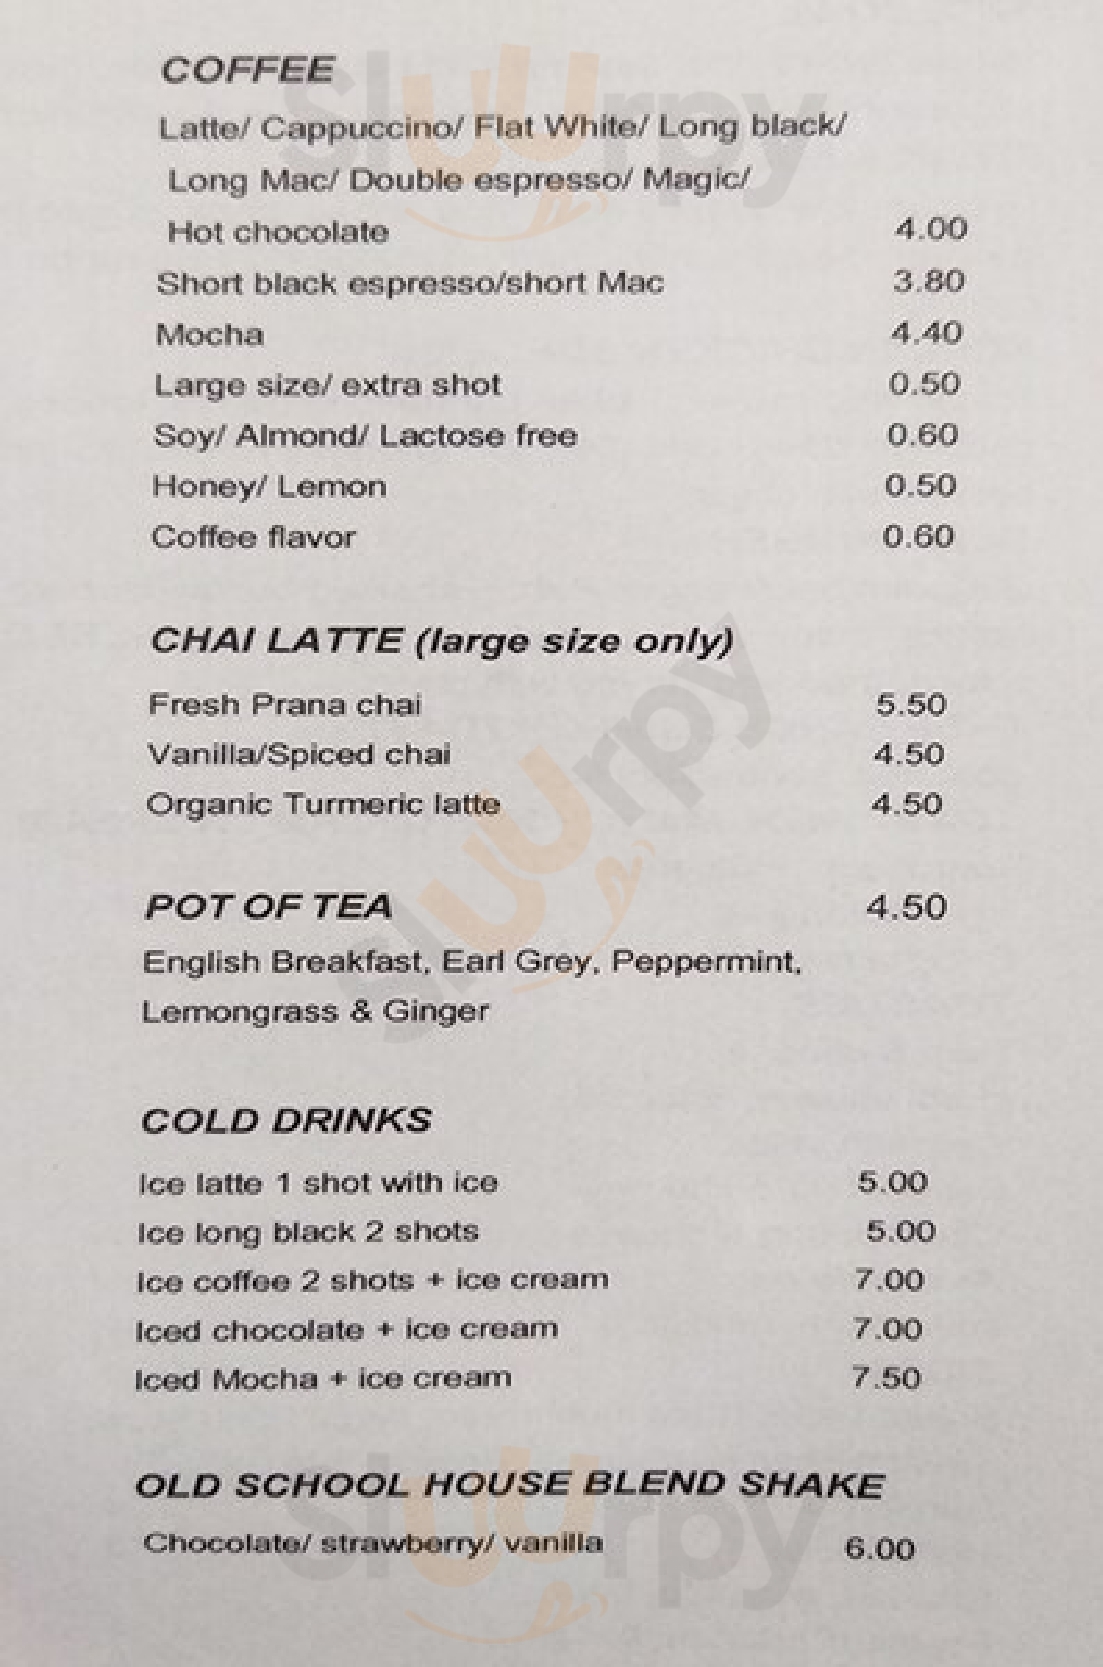 COFFEE
Latte/ Cappuccino/ Flat White/ Long black/
Long Mac/ Double espresso/ Magic/
Hot chocolate 4.00
Short black espresso/short Mac 3.80
Mocha 4.40
Large size/ extra shot 0.50
Soy/ Almond/ Lactose free 0.60
Honey/ Lemon 0.50
Coffee flavor 0.60
CHAI LATTE (large size only)
Fresh Prana chai 5.50
Vanilla/Spiced chai 4.50
Organic Turmeric latte 4.50
POT OF TEA 4.50
English Breakfast, Earl Grey, Peppermint,
Lemongrass & Ginger
COLD DRINKS
Ice latte 1 shot with ice 5.00
Ice long black 2 shots 5.00
Ice coffee 2 shots + ice cream 7.00
Iced chocolate + ice cream 7.00
Iced Mocha + ice cream 7.50
OLD SCHOOL HOUSE BLEND SHAKE
Chocolate/ strawberry/ vanilla 6.00
sluurpy
sluurpy
sluurpy